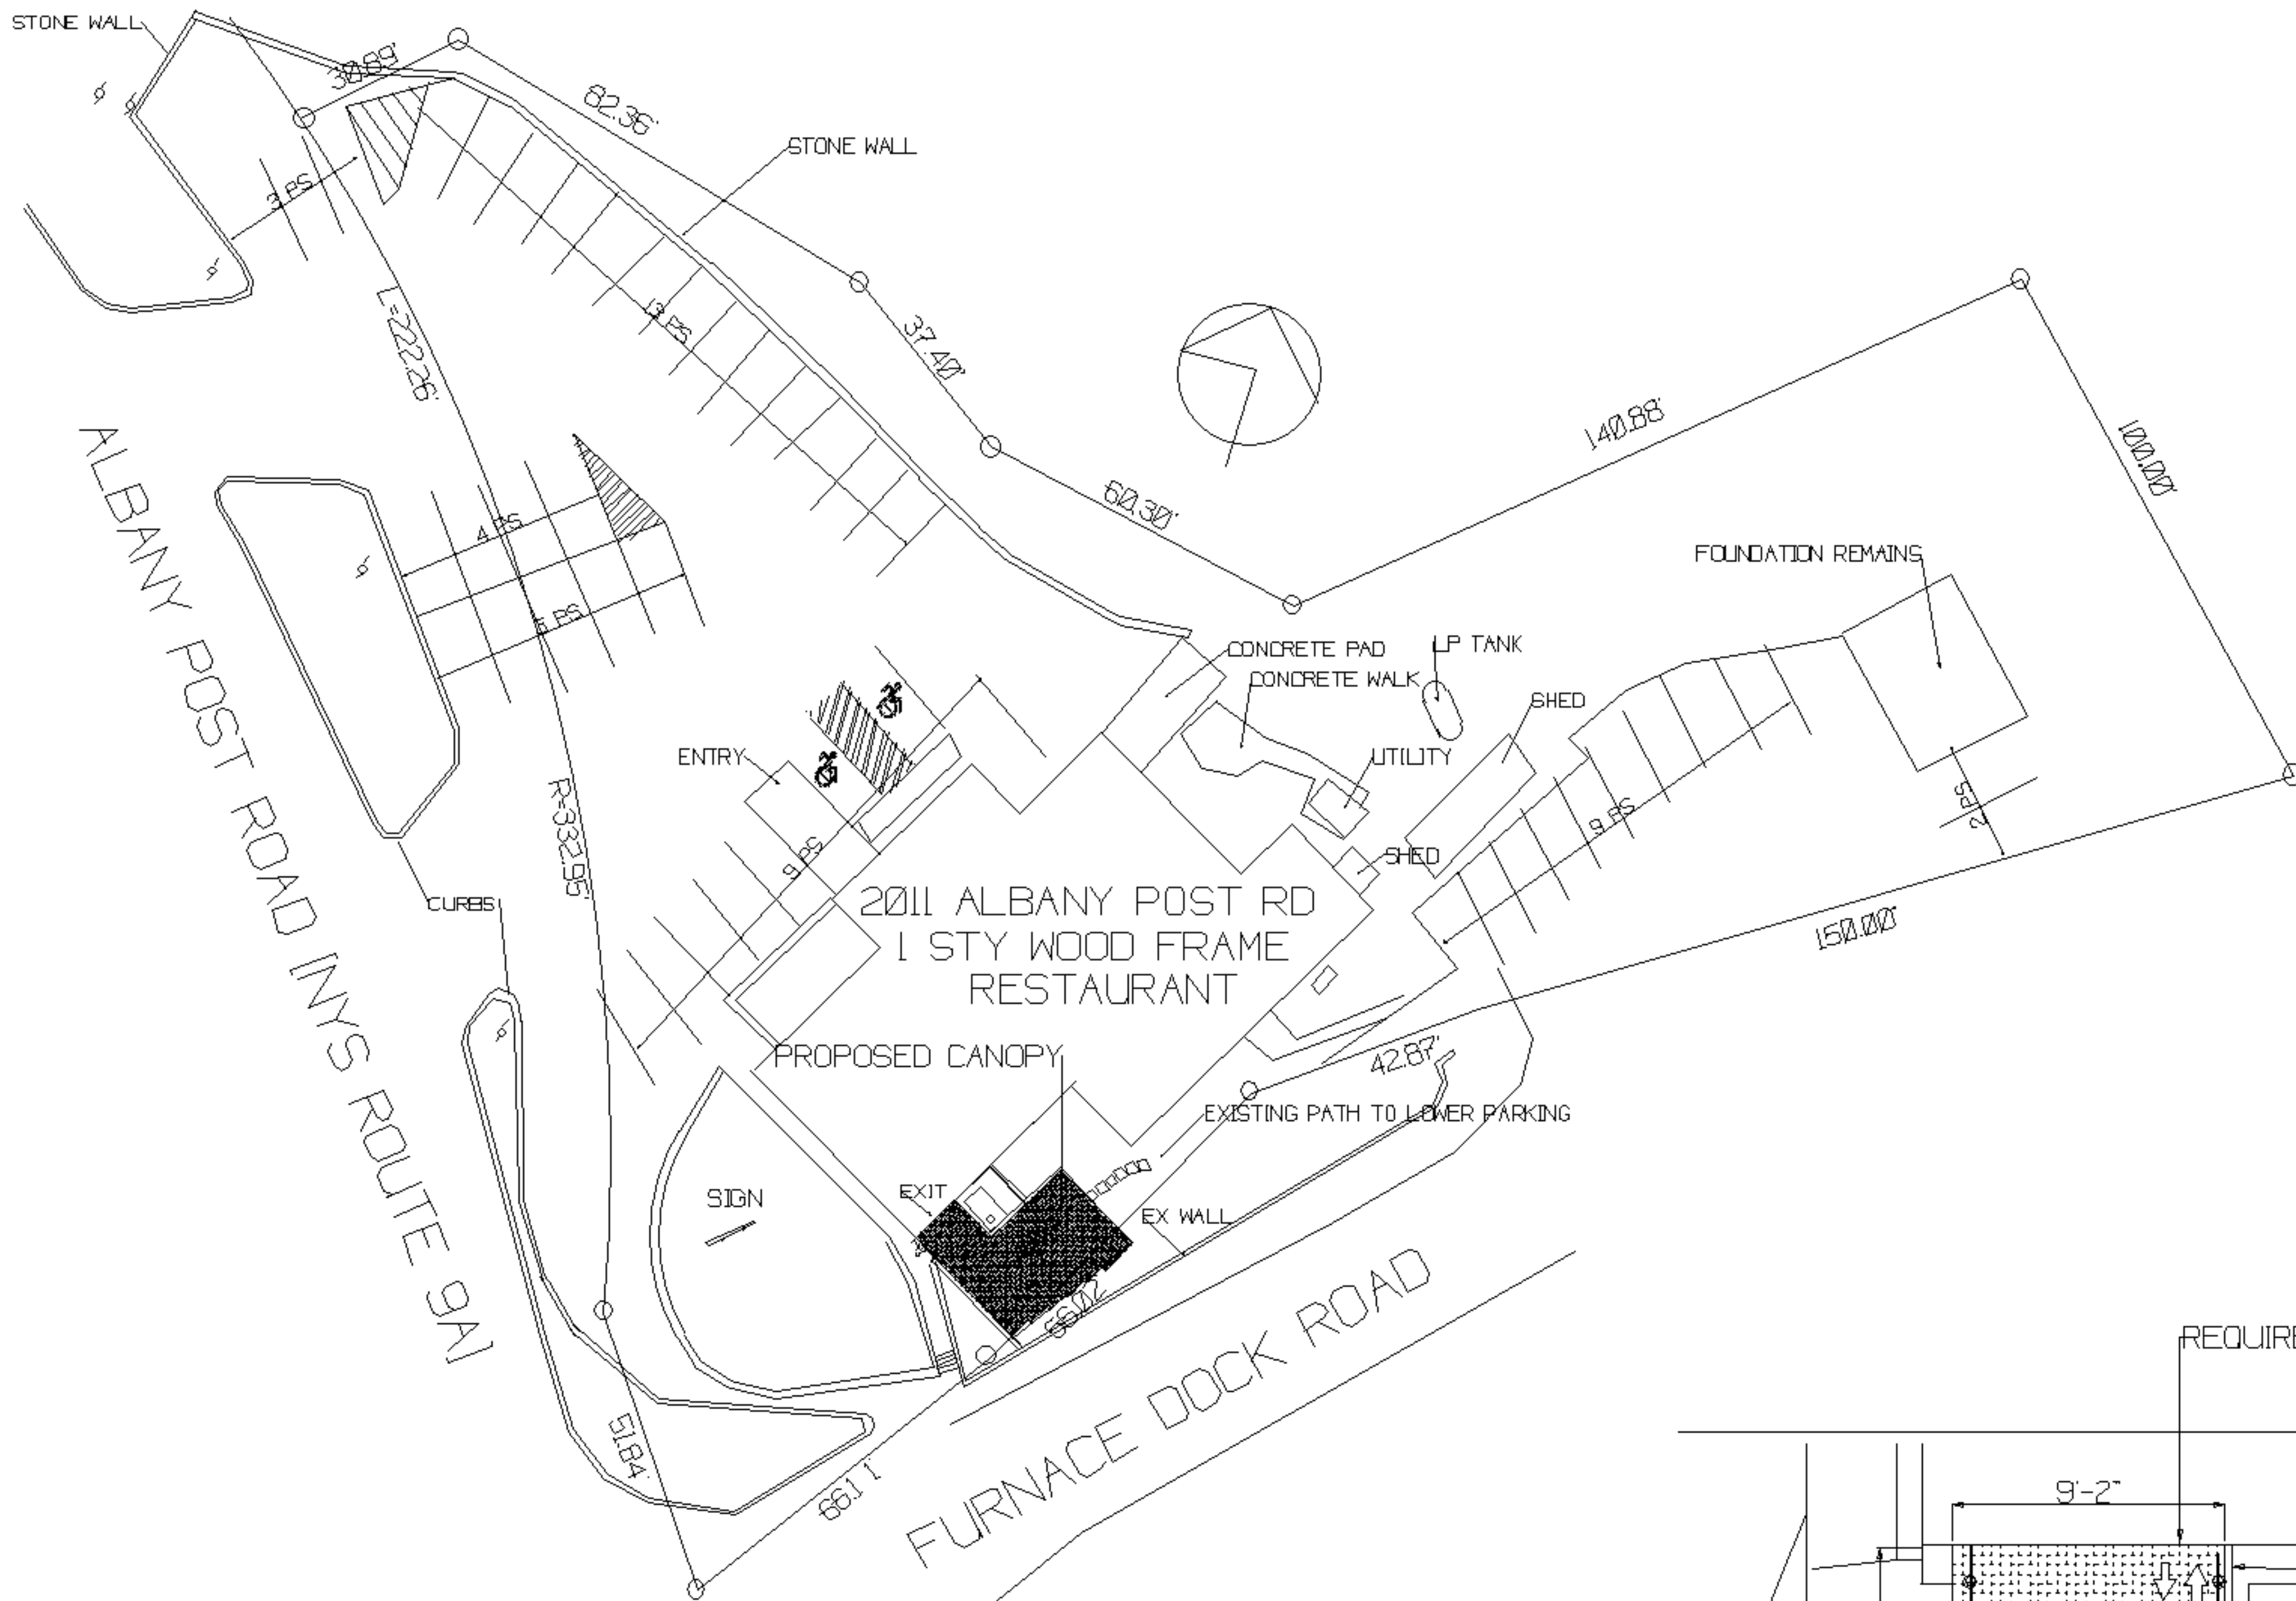 STONE WALL
30.89'
82.36'
STONE WALL
3 PS
13 PS
L=222.26'
37.40'
140.88'
100.00'
60.30'
4 PS
5 PS
FOUNDATION REMAINS
CONCRETE PAD
LP TANK
CONCRETE WALK
SHED
ENTRY
UTILITY
2 PS
9 PS
R=332.95'
9 PS
SHED
CURBS
2011 ALBANY POST RD
1 STY WOOD FRAME
RESTAURANT
150.00'
ALBANY POST ROAD [NYS ROUTE 9A]
PROPOSED CANOPY
42.87'
EXISTING PATH TO LOWER PARKING
SIGN
EXIT
EX WALL
66.02'
51.84'
66.11'
FURNACE DOCK ROAD
9'-2"